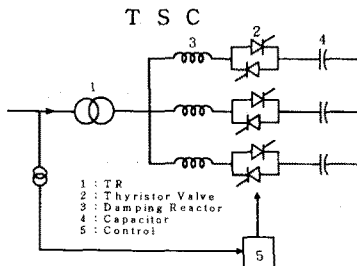 T S C
2
3
4
1
1 : TR
2 : Thyristor Valve
3 : Damping Reactor
4 : Capacitor
5 : Control
5